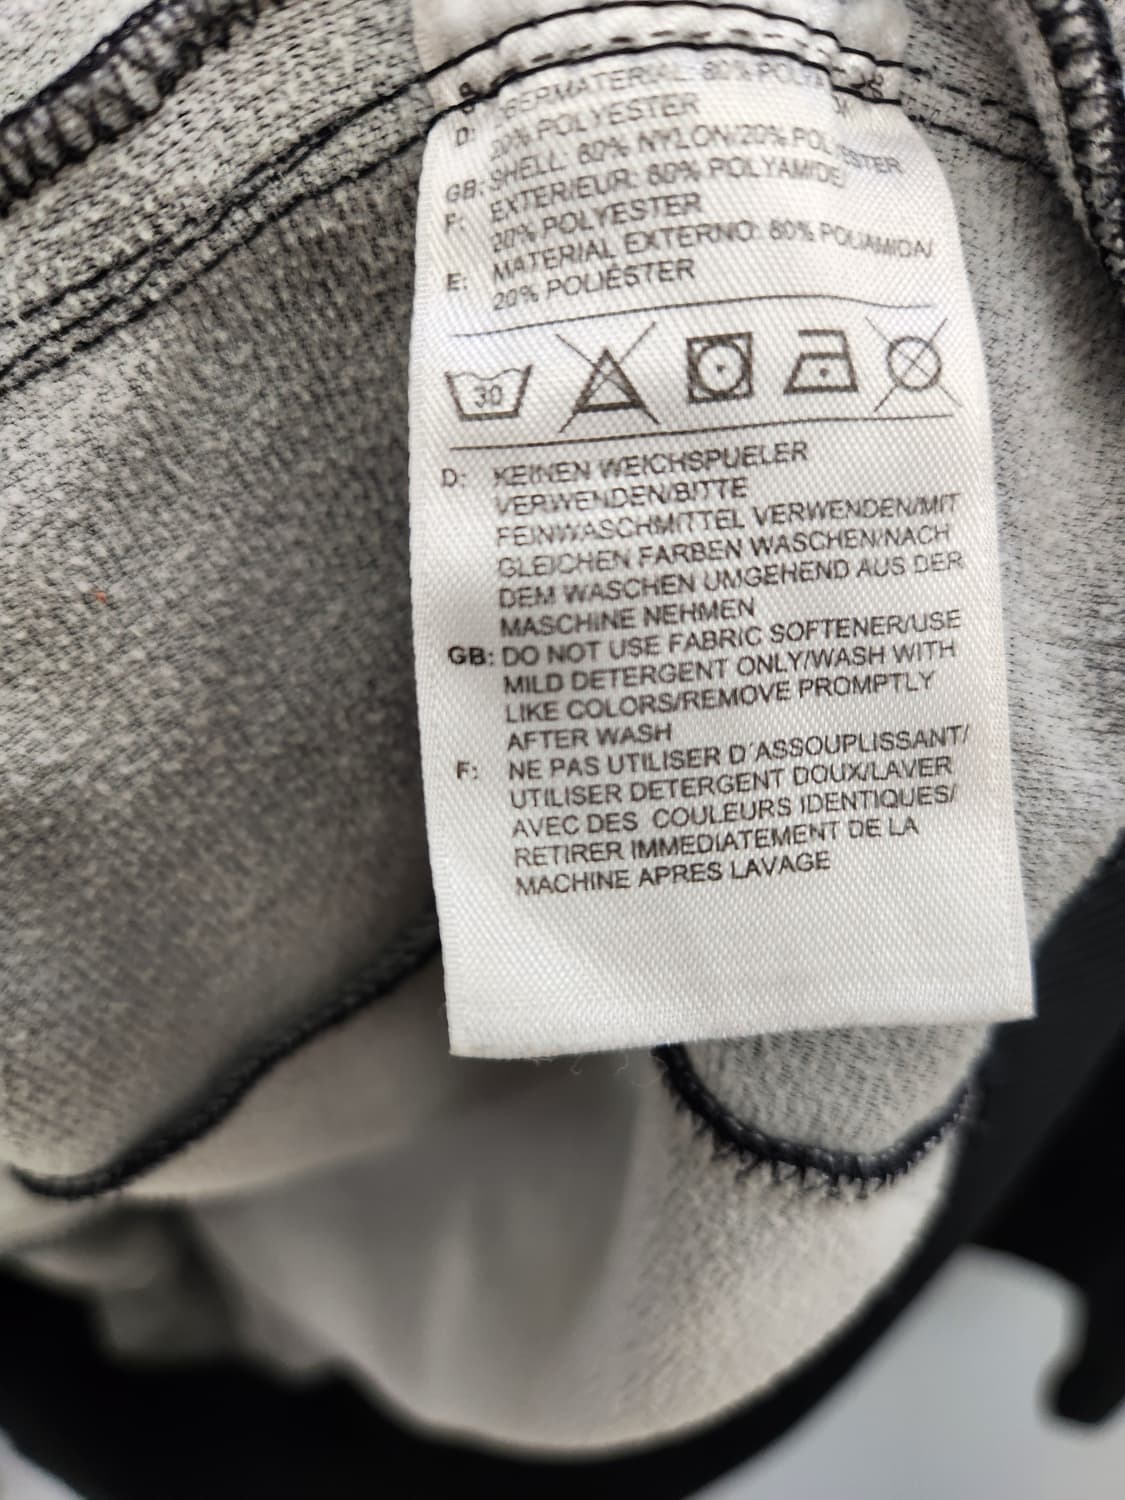 D: OBERMATERIAL: 80% POLYAMID/
20% POLYESTER
GB: SHELL: 80% NYLON/20% POLYESTER
F: EXTERIEUR: 80% POLYAMIDE/
20% POLYESTER
E: MATERIAL EXTERNO: 80% POLIAMIDA/
20% POLIÉSTER
30
D: KEINEN WEICHSPUELER
VERWENDEN/BITTE
FEINWASCHMITTEL VERWENDEN/MIT
GLEICHEN FARBEN WASCHEN/NACH
DEM WASCHEN UMGEHEND AUS DER
MASCHINE NEHMEN
GB: DO NOT USE FABRIC SOFTENER/USE
MILD DETERGENT ONLY/WASH WITH
LIKE COLORS/REMOVE PROMPTLY
AFTER WASH
F: NE PAS UTILISER D´ASSOUPLISSANT/
UTILISER DETERGENT DOUX/LAVER
AVEC DES COULEURS IDENTIQUES/
RETIRER IMMEDIATEMENT DE LA
MACHINE APRES LAVAGE